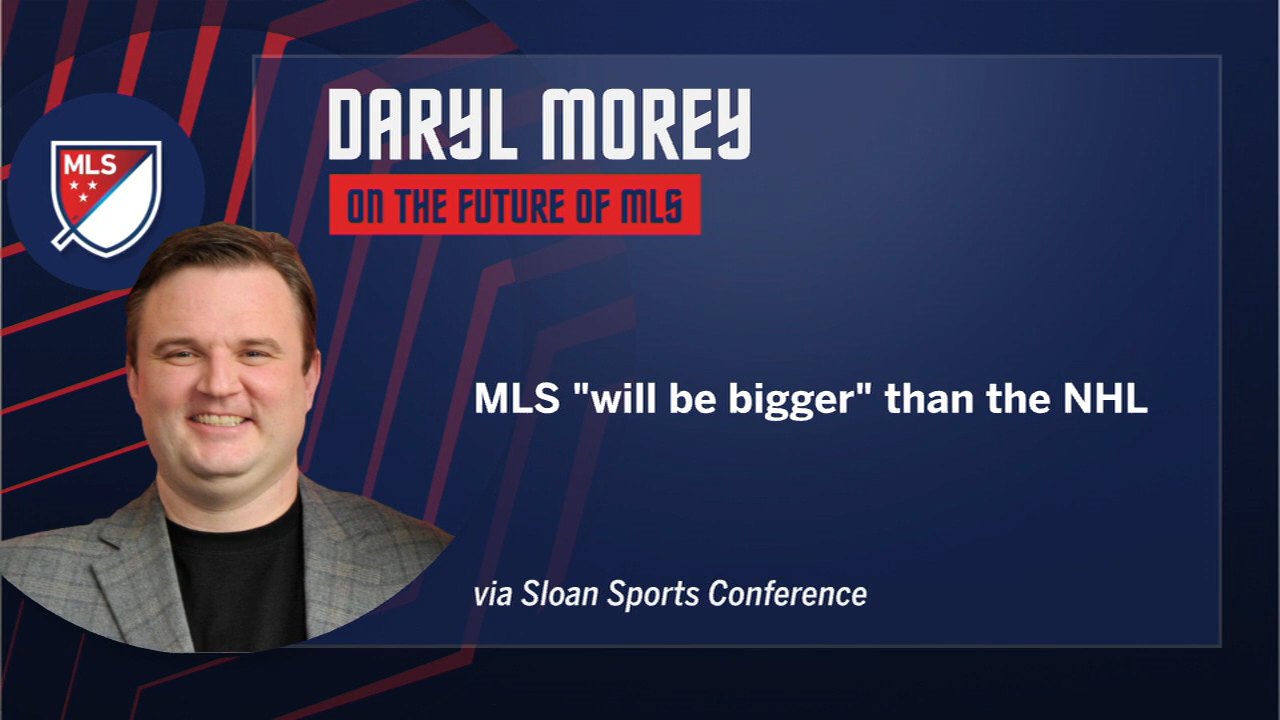 MLS
DARYL MOREY
ON THE FUTURE OF MLS
MLS "will be bigger" than the NHL
via Sloan Sports Conference